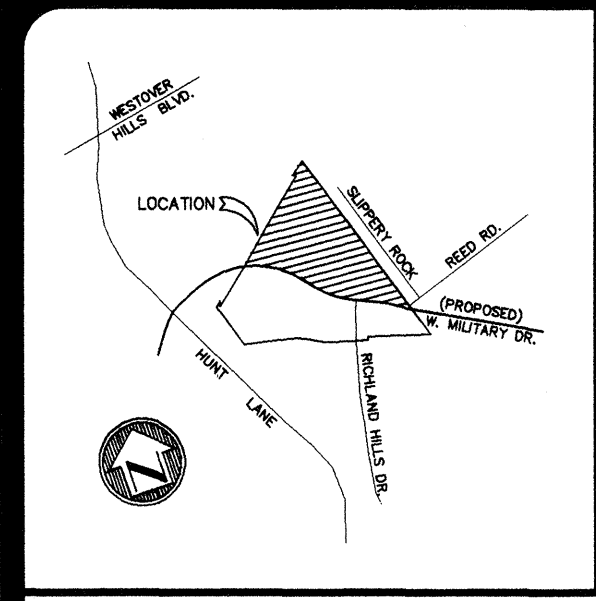 WESTOVER
HILLS BLVD.
LOCATION
SLIPPERY ROCK
REED RD.
(PROPOSED)
W. MILITARY DR.
HUNT LANE
RICHLAND HILLS DR.
N